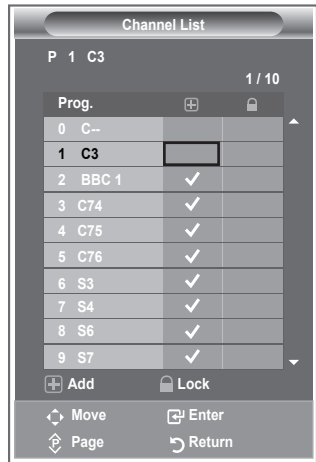 Channel List
P 1 C3
1 / 10
Prog.
0 C--
1 C3
2 BBC 1
3 C74
4 C75
5 C76
6 S3
7 S4
8 S6
9 S7
Add Lock
Move Enter
Page Return